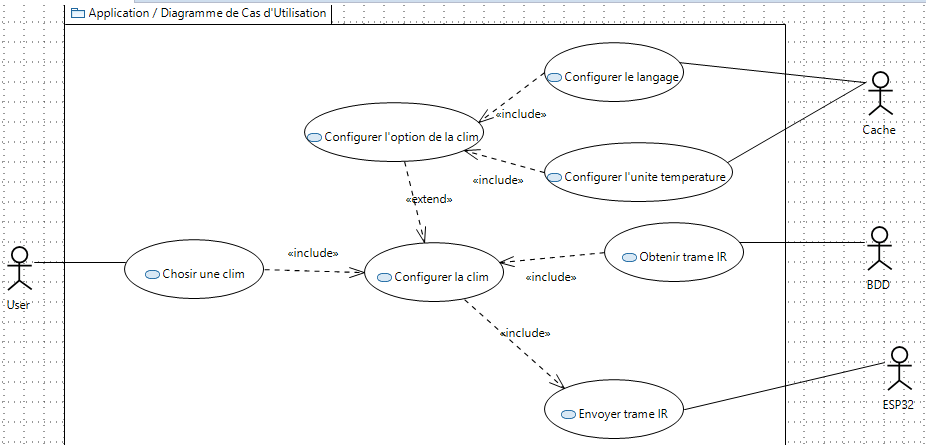 Application / Diagramme de Cas d'Utilisation
Configurer le langage
«include»
Cache
Configurer l'option de la clim
«include»
Configurer l'unite temperature
«extend»
«include»
Chosir une clim
Configurer la clim
Obtenir trame IR
«include»
BDD
User
«include»
ESP32
Envoyer trame IR